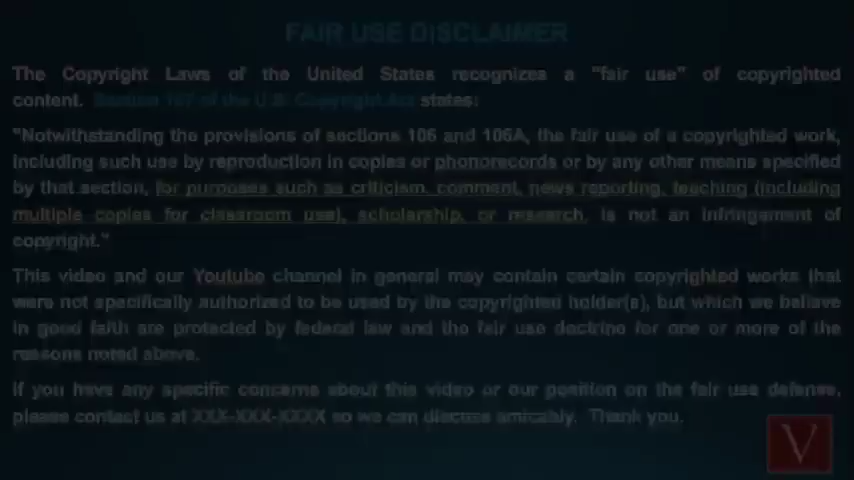 FAIR USE DISCLAIMER
The Copyright Laws of the United States recognizes a "fair use" of copyrighted
content. Section 107 of the U.S. Copyright Act states:
"Notwithstanding the provisions of sections 106 and 106A, the fair use of a copyrighted work,
including such use by reproduction in copies or phonorecords or by any other means specified
by that section, for purposes such as criticism, comment, news reporting, teaching (including
multiple copies for classroom use), scholarship, or research, is not an infringement of
copyright."
This video and our Youtube channel in general may contain certain copyrighted works that
were not specifically authorized to be used by the copyrighted holder(s), but which we believe
in good faith are protected by federal law and the fair use doctrine for one or more of the
reasons noted above.
If you have any specific concerns about this video or our position on the fair use defense,
please contact us at XXX-XXX-XXXX so we can discuss amicably. Thank you.
V